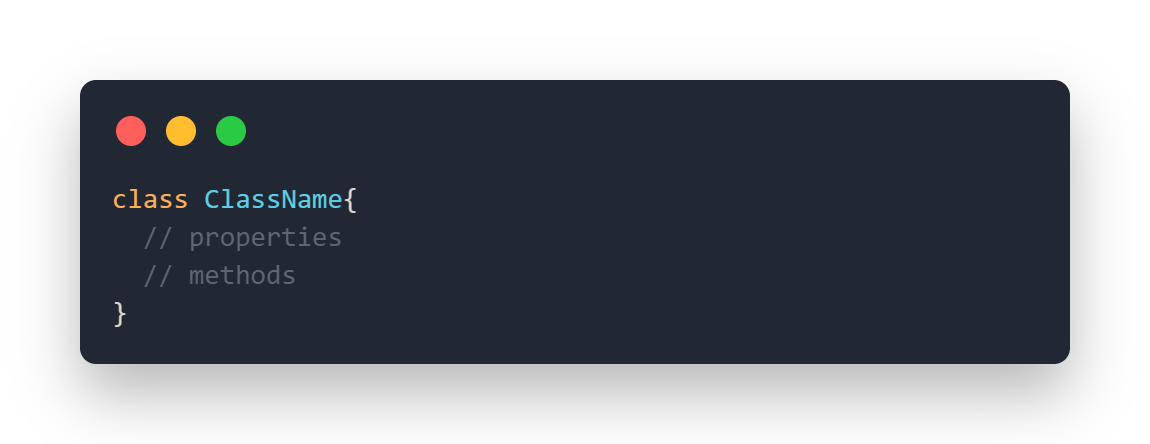 class ClassName{
  // properties
  // methods
}